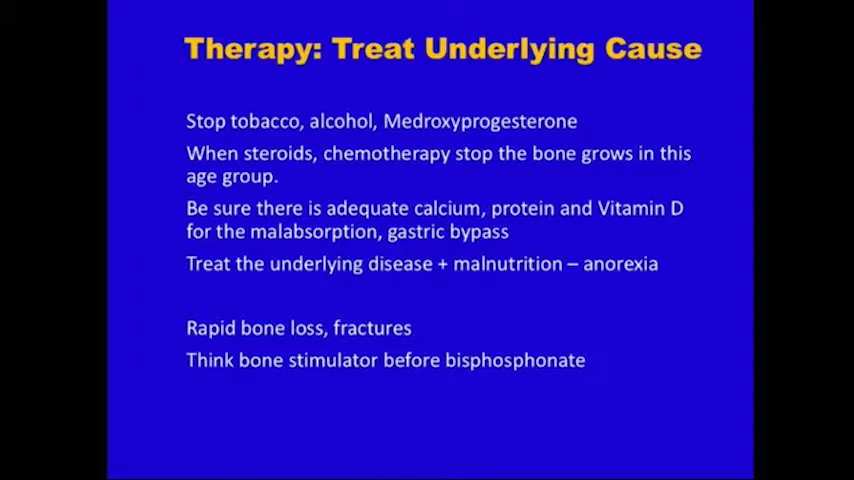 Therapy: Treat Underlying Cause
Stop tobacco, alcohol, Medroxyprogesterone
When steroids, chemotherapy stop the bone grows in this
age group.
Be sure there is adequate calcium, protein and Vitamin D
for the malabsorption, gastric bypass
Treat the underlying disease + malnutrition – anorexia
Rapid bone loss, fractures
Think bone stimulator before bisphosphonate